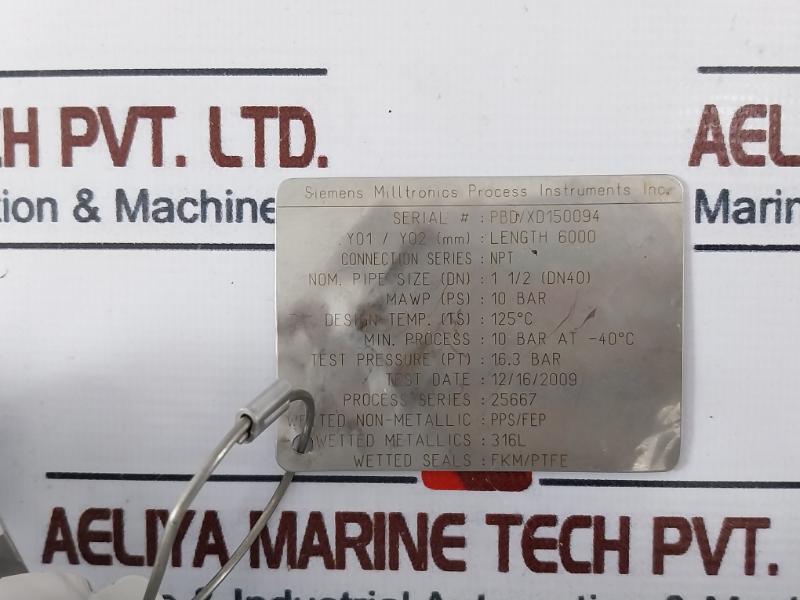 CH PVT. LTD.
tion & Machine
AELIYA
Marin
Siemens Milltronics Process Instruments Inc.
SERIAL # : PBD/XD150094
Y01 / Y02 (mm) : LENGTH 6000
CONNECTION SERIES : NPT
NOM. PIPE SIZE (DN) : 1 1/2 (DN40)
MAWP (PS) : 10 BAR
DESIGN TEMP. (TS) : 125°C
MIN. PROCESS : 10 BAR AT -40°C
TEST PRESSURE (PT) : 16.3 BAR
TEST DATE : 12/16/2009
PROCESS SERIES : 25667
WETTED NON-METALLIC : PPS/FEP
WETTED METALLICS : 316L
WETTED SEALS : FKM/PTFE
AELIYA MARINE TECH PVT.
Industrial Automation &